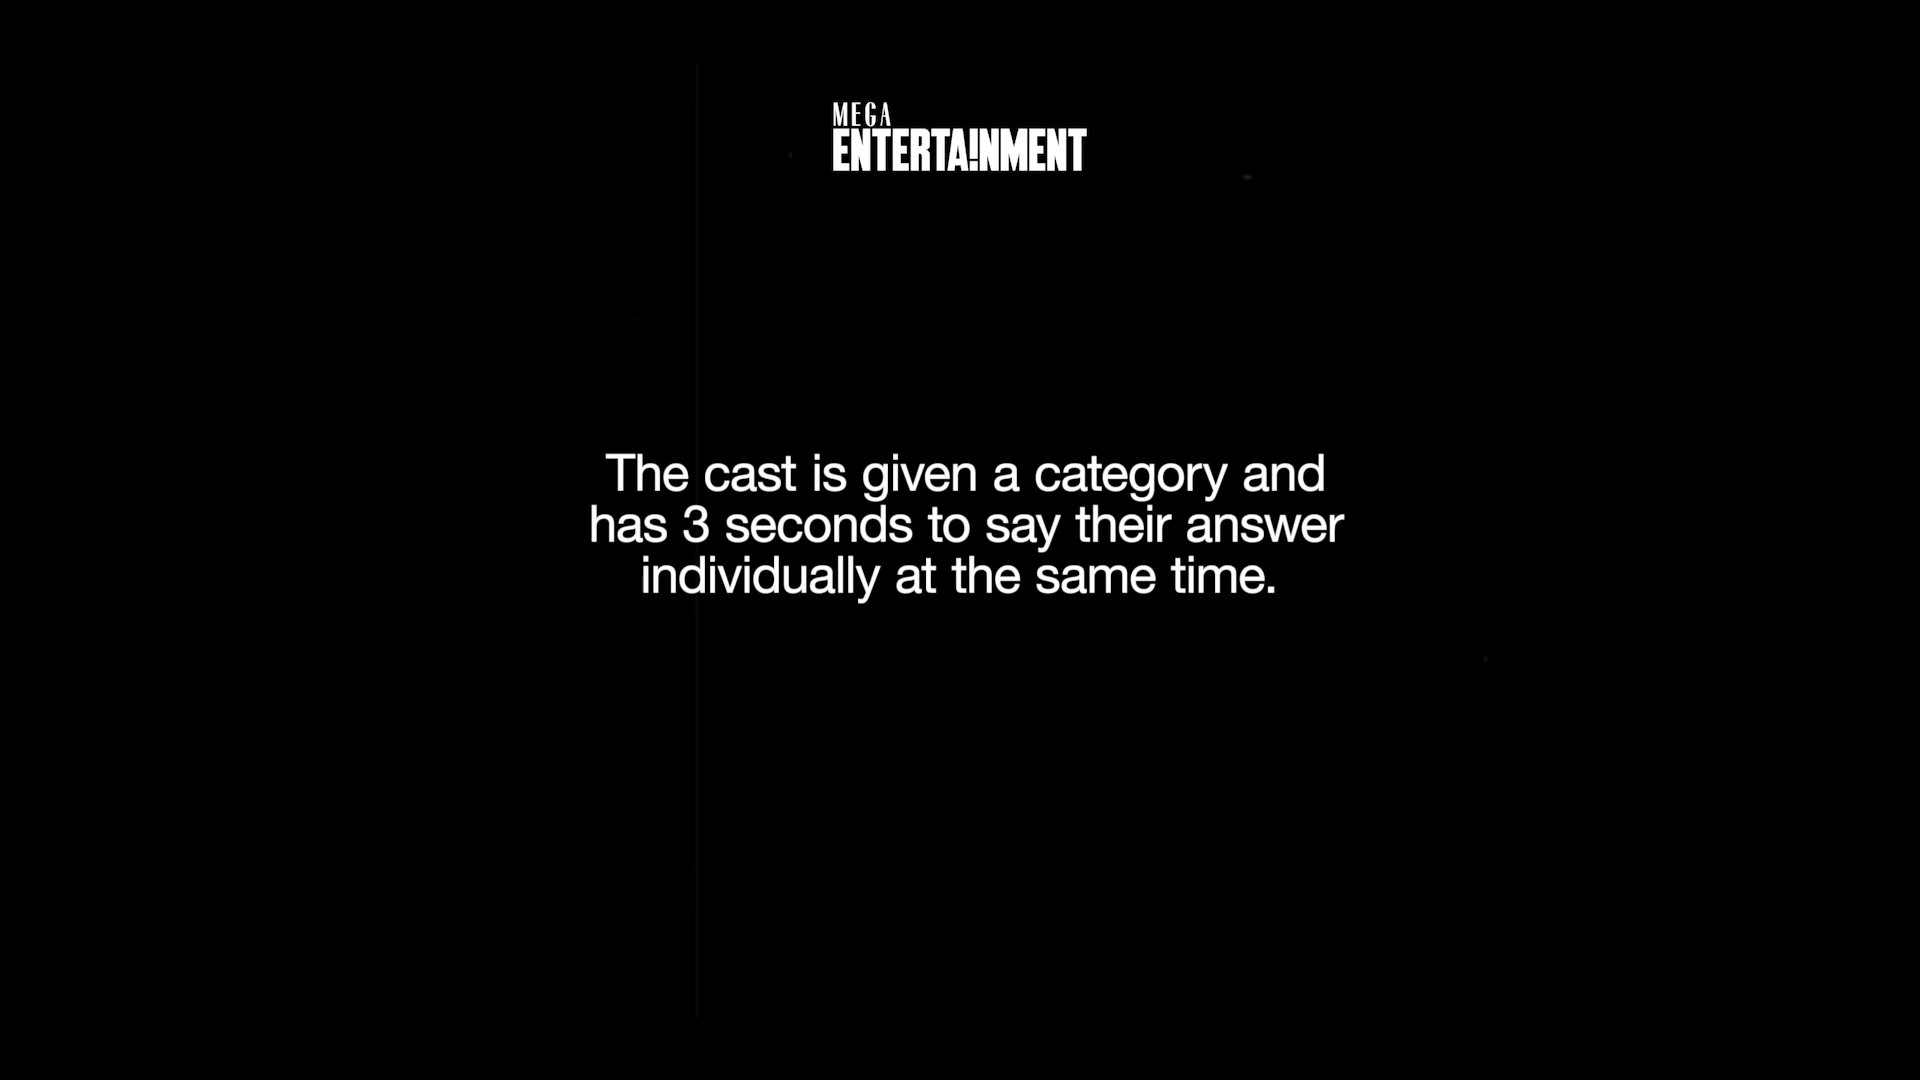 MEGA
ENTERTA!NMENT
The cast is given a category and
has 3 seconds to say their answer
individually at the same time.